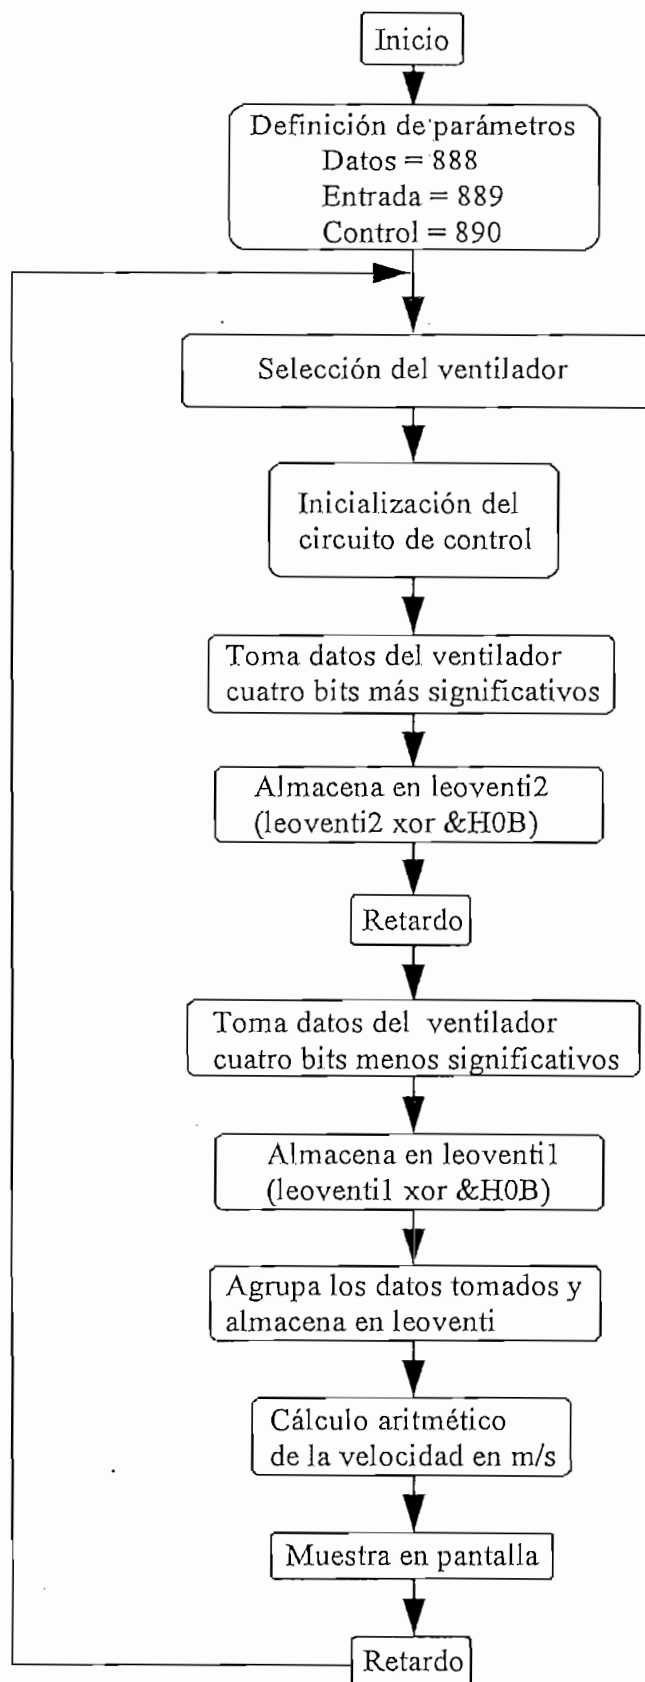 Inicio
Definición de parámetros
Datos = 888
Entrada = 889
Control = 890
Selección del ventilador
Inicialización del
circuito de control
Toma datos del ventilador
cuatro bits más significativos
Almacena en leoventi2
(leoventi2 xor &H0B)
Retardo
Toma datos del ventilador
cuatro bits menos significativos
Almacena en leoventi1
(leoventi1 xor &H0B)
Agrupa los datos tomados y
almacena en leoventi
Cálculo aritmético
de la velocidad en m/s
Muestra en pantalla
Retardo